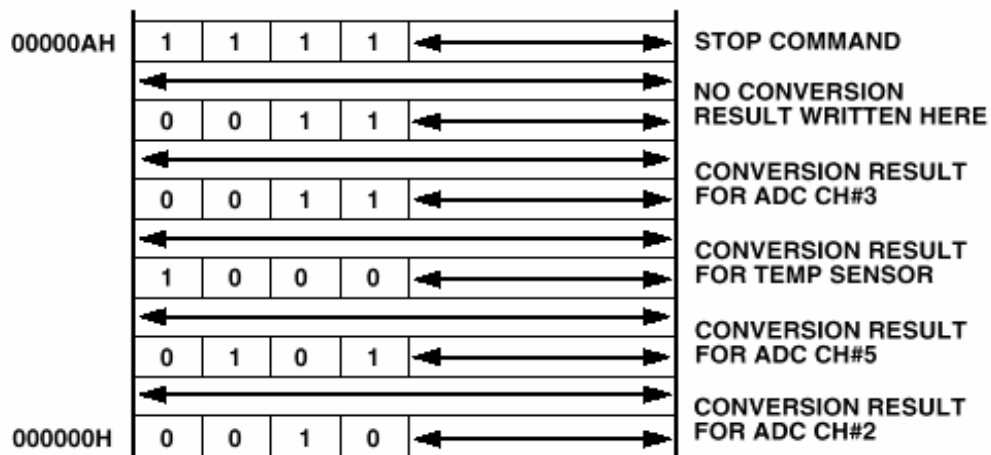 00000AH 1 1 1 1 STOP COMMAND
NO CONVERSION
0 0 1 1 RESULT WRITTEN HERE
CONVERSION RESULT
0 0 1 1 FOR ADC CH#3
CONVERSION RESULT
1 0 0 0 FOR TEMP SENSOR
CONVERSION RESULT
0 1 0 1 FOR ADC CH#5
CONVERSION RESULT
000000H 0 0 1 0 FOR ADC CH#2